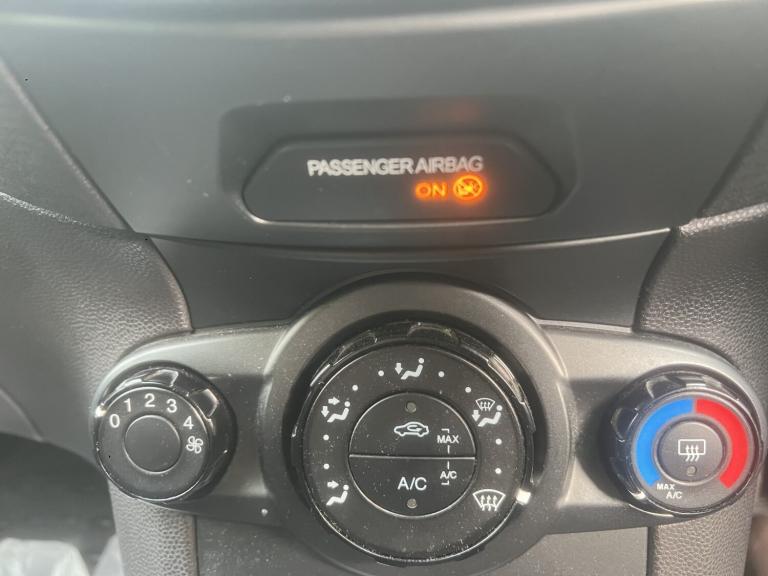 PASSENGER AIRBAG
ON
0 1 2 3 4
MAX
A/C
A/C
MAX
A/C